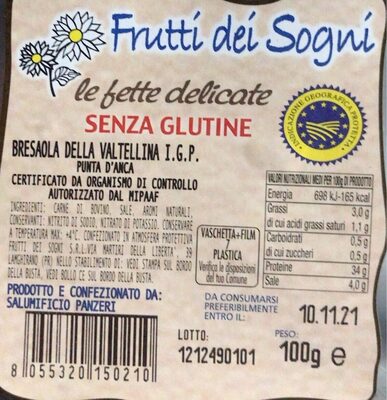 Frutti dei Sogni
le fette delicate
SENZA GLUTINE
INDICAZIONE GEOGRAFICA PROTETTA
BRESAOLA DELLA VALTELLINA I.G.P.
PUNTA D'ANCA
CERTIFICATO DA ORGANISMO DI CONTROLLO
AUTORIZZATO DAL MIPAAF
INGREDIENTI: CARNE DI BOVINO, SALE, AROMI NATURALI,
CONSERVANTI: NITRITO DI SODIO, NITRATO DI POTASSIO. CONSERVARE
A TEMPERATURA MAX. +4°C. CONFEZIONATO IN ATMOSFERA PROTETTIVA
FRUTTI DEI SOGNI S.R.L. MARTIRI DELLA LIBERTA', 39
(RE) NELLO STABILIMENTO DI: VEDI STAMPA SUL BORDO
DELLA BUSTA. VEDI BOLLO CE SUL BORDO DELLA BUSTA.
PRODOTTO E CONFEZIONATO DA:
SALUMIFICIO PANZERI
VASCHETTA+FILM
7
PLASTICA
Verifica le disposizioni
del tuo Comune
VALORI NUTRIZIONALI MEDI PER 100g DI PRODOTTO
Energia 698 kJ-165 kcal
Grassi 3,0 g
di cui acidi grassi saturi 1,1 g
Carboidrati 0,5 g
di cui zuccheri 0,5 g
Proteine 34 g
Sale 4,0 g
DA CONSUMARSI
PREFERIBILMENTE
ENTRO IL:
10.11.21
LOTTO:
1212490101
PESO:
100g e
8 055320 150210